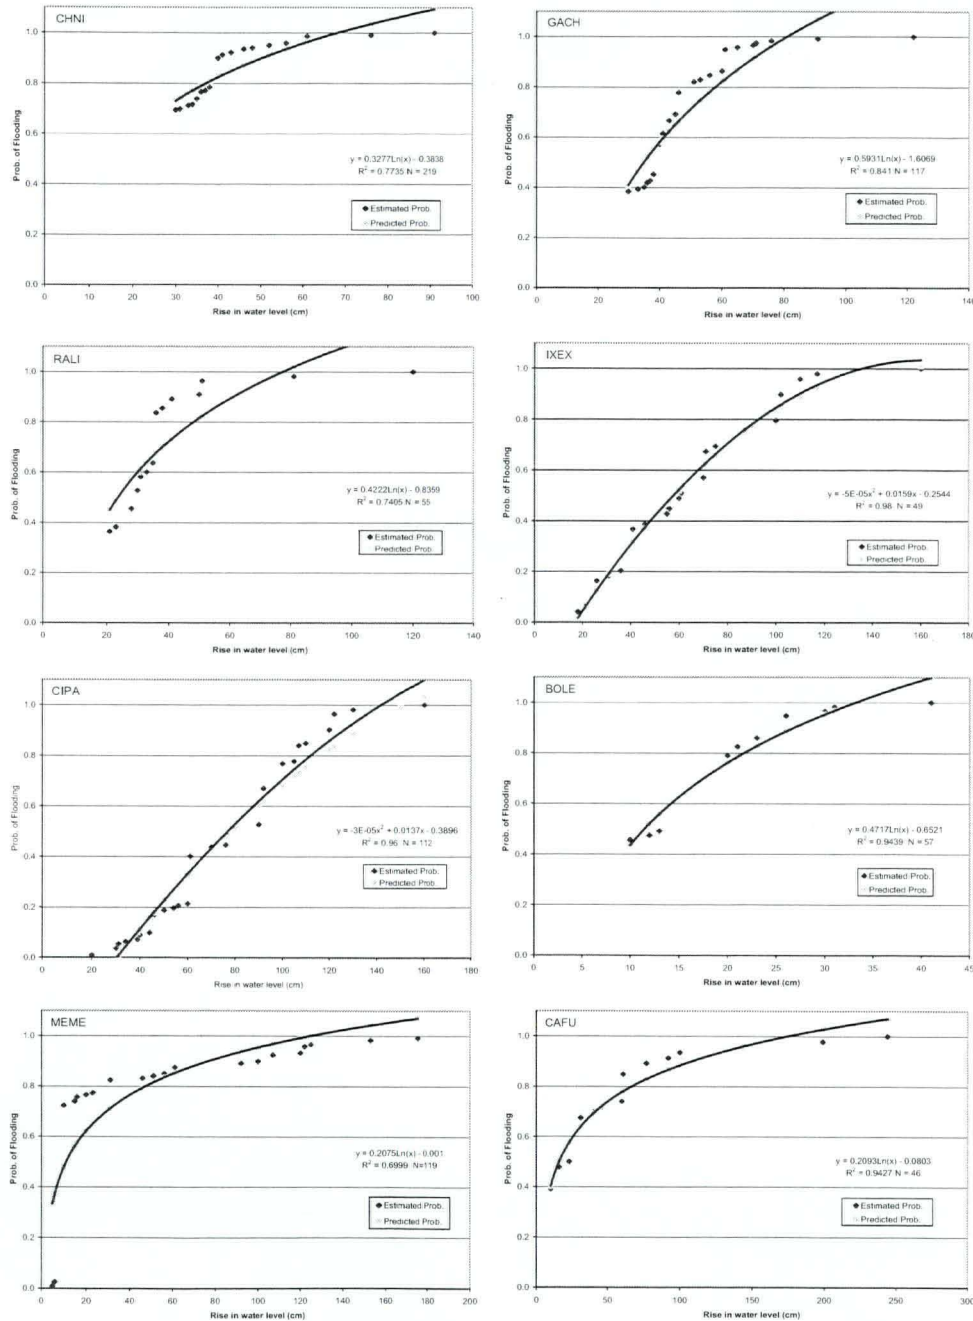 CHNI
Prob. of Flooding
1.0
0.8
0.6
0.4
0.2
0.0
y = 0.3277Ln(x) - 0.3838
R² = 0.7735 N = 219
Estimated Prob.
Predicted Prob.
0 10 20 30 40 50 60 70 80 90 100
Rise in water level (cm)
GACH
Prob. of Flooding
1.0
0.8
0.6
0.4
0.2
0.0
y = 0.5931Ln(x) - 1.6069
R² = 0.841 N = 117
Estimated Prob.
Predicted Prob.
0 20 40 60 80 100 120 140
Rise in water level (cm)
RALI
Prob. of Flooding
1.0
0.8
0.6
0.4
0.2
0.0
y = 0.4222Ln(x) - 0.8359
R² = 0.7405 N = 55
Estimated Prob.
Predicted Prob.
0 20 40 60 80 100 120 140
Rise in water level (cm)
IXEX
Prob. of Flooding
1.0
0.8
0.6
0.4
0.2
0.0
y = -5E-05x² + 0.0159x - 0.2544
R² = 0.98 N = 49
Estimated Prob.
Predicted Prob.
0 20 40 60 80 100 120 140 160 180
Rise in water level (cm)
CIPA
Prob. of Flooding
1.0
0.8
0.6
0.4
0.2
0.0
y = -3E-05x² + 0.0137x - 0.3896
R² = 0.96 N = 112
Estimated Prob.
Predicted Prob.
0 20 40 60 80 100 120 140 160 180
Rise in water level (cm)
BOLE
Prob. of Flooding
1.0
0.8
0.6
0.4
0.2
0.0
y = 0.4717Ln(x) - 0.6521
R² = 0.9439 N = 57
Estimated Prob.
Predicted Prob.
0 5 10 15 20 25 30 35 40 45
Rise in water level (cm)
MEME
Prob. of Flooding
1.0
0.8
0.6
0.4
0.2
0.0
y = 0.2075Ln(x) - 0.001
R² = 0.6999 N=119
Estimated Prob.
Predicted Prob.
0 20 40 60 80 100 120 140 160 180 200
Rise in water level (cm)
CAFU
Prob. of Flooding
1.0
0.8
0.6
0.4
0.2
0.0
y = 0.2093Ln(x) - 0.0803
R² = 0.9427 N = 46
Estimated Prob.
Predicted Prob.
0 50 100 150 200 250 300
Rise in water level (cm)